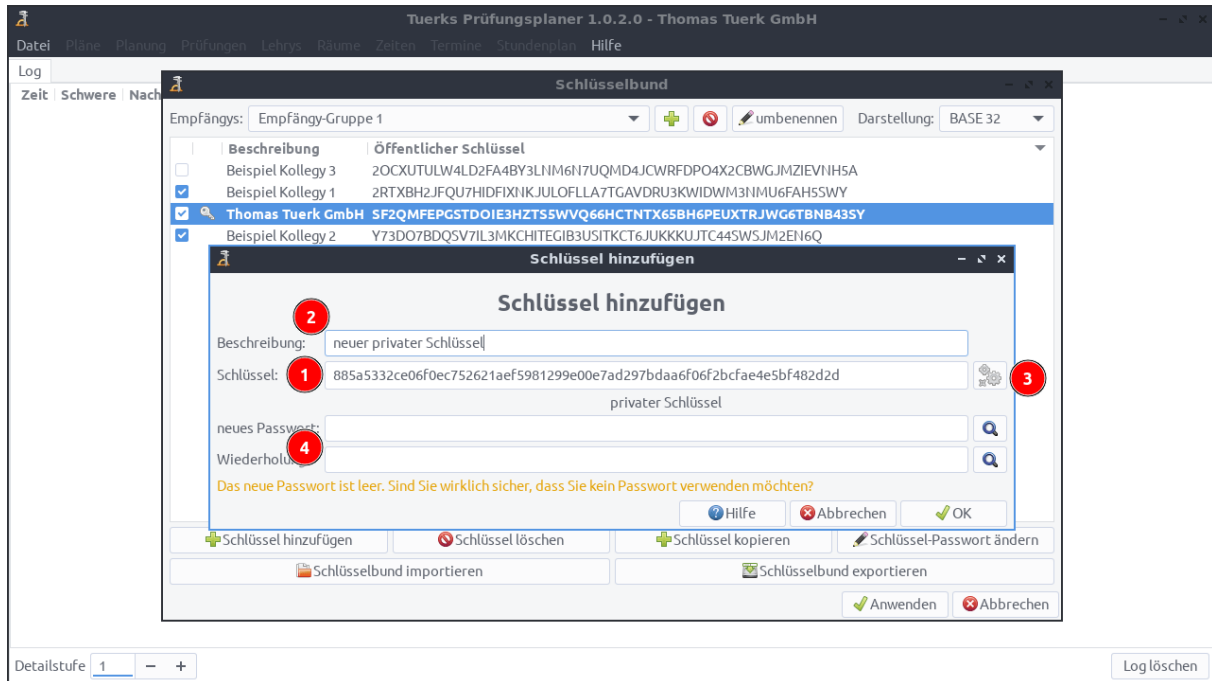 Tuerks Prüfungsplaner 1.0.2.0 - Thomas Tuerk GmbH
Datei Pläne Planung Prüfungen Lehrys Räume Zeiten Termine Stundenplan Hilfe
Log
Zeit Schwere Nach
Schlüsselbund
Empfängys: Empfängy-Gruppe 1 umbenennen Darstellung: BASE 32
Beschreibung Öffentlicher Schlüssel
Beispiel Kollegy 3 2OCXUTULW4LD2FA4BY3LNM6N7UQMD4JCWRFDPO4X2CBWGJMZIEVNH5A
Beispiel Kollegy 1 2RTXBH2JFQU7HIDFIXNKJULOFLLA7TGAVDRU3KWIDWM3NMU6FAH5SWY
Thomas Tuerk GmbH SF2QMFEPGSTDOIE3HZTS5WVQ66HCTNTX65BH6PEUXTRJWG6TBNB43SY
Beispiel Kollegy 2 Y73DO7BDQSV7IL3MKCHITEGIB3USITKCT6JUKKKUJTC44SWSJM2EN6Q
Schlüssel hinzufügen
Schlüssel hinzufügen
2
Beschreibung: neuer privater Schlüssel
Schlüssel: 1 885a5332ce06f0ec752621aef5981299e00e7ad297bdaa6f06f2bcfae4e5bf482d2d 3
privater Schlüssel
neues Passwort:
4
Wiederholung
Das neue Passwort ist leer. Sind Sie wirklich sicher, dass Sie kein Passwort verwenden möchten?
Hilfe Abbrechen OK
Schlüssel hinzufügen Schlüssel löschen Schlüssel kopieren Schlüssel-Passwort ändern
Schlüsselbund importieren Schlüsselbund exportieren
Anwenden Abbrechen
Detailstufe 1 − + Log löschen